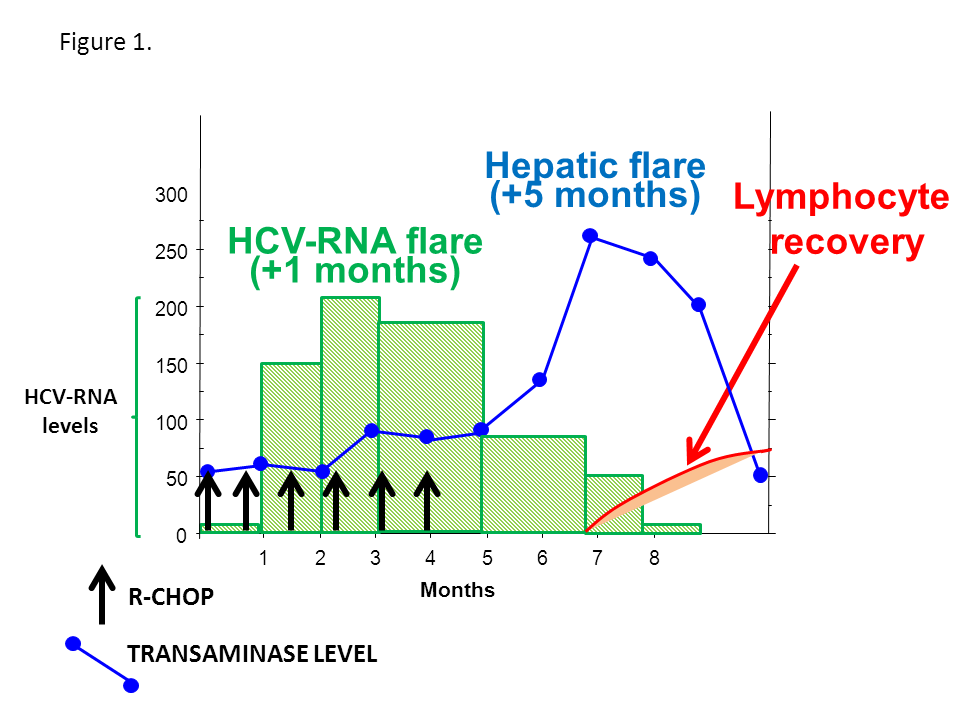 Figure 1.
Hepatic flare
(+5 months)
Lymphocyte
recovery
HCV-RNA flare
(+1 months)
300
250
200
150
100
50
0
HCV-RNA
levels
1 2 3 4 5 6 7 8
Months
R-CHOP
TRANSAMINASE LEVEL